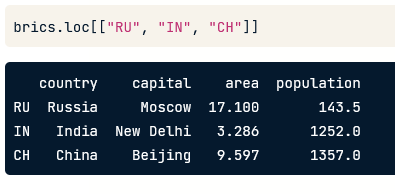 brics.loc[["RU", "IN", "CH"]]
country capital area population
RU Russia Moscow 17.100 143.5
IN India New Delhi 3.286 1252.0
CH China Beijing 9.597 1357.0